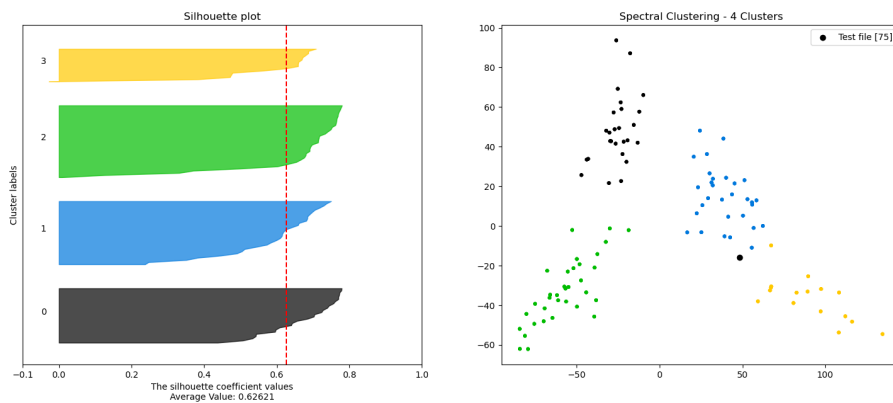 Silhouette plot
Cluster labels
3
2
1
0
−0.1 0.0 0.2 0.4 0.6 0.8 1.0
The silhouette coefficient values
Average Value: 0.62621
Spectral Clustering - 4 Clusters
Test file [75]
100
80
60
40
20
0
−20
−40
−60
−50 0 50 100